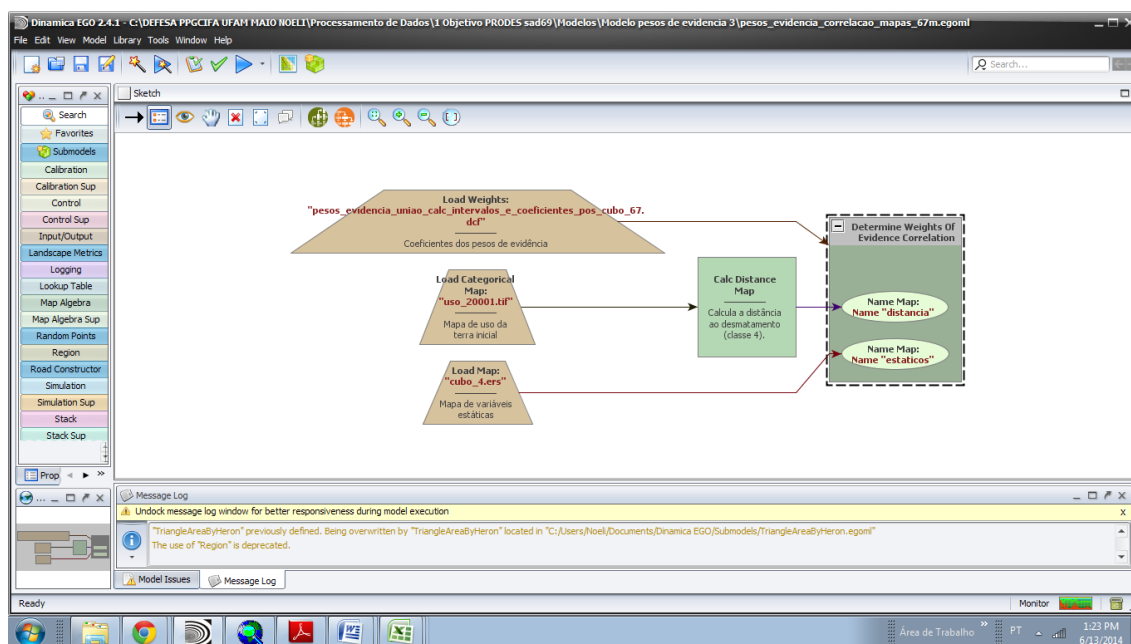 Dinamica EGO 2.4.1 - C:\DEFESA PPGCIFA UFAM MAIO NOELI\Processamento de Dados\1 Objetivo PRODES sad69\Modelos\Modelo pesos de evidencia 3\pesos_evidencia_correlacao_mapas_67m.egoml
File Edit View Model Library Tools Window Help
Search...
Sketch
Search
Favorites
Submodels
Calibration
Calibration Sup
Control
Control Sup
Input/Output
Landscape Metrics
Logging
Lookup Table
Map Algebra
Map Algebra Sup
Random Points
Region
Road Constructor
Simulation
Simulation Sup
Stack
Stack Sup
Prop
Load Weights:
"pesos_evidencia_uniao_calc_intervalos_e_coeficientes_pos_cubo_67.
dcf"
Coeficientes dos pesos de evidência
Load Categorical
Map:
"uso_20001.tif"
Mapa de uso da
terra inicial
Load Map:
"cubo_4.ers"
Mapa de variáveis
estáticas
Calc Distance
Map
Calcula a distância
ao desmatamento
(classe 4).
Determine Weights Of
Evidence Correlation
Name Map:
Name "distancia"
Name Map:
Name "estaticos"
Message Log
Undock message log window for better responsiveness during model execution
"TriangleAreaByHeron" previously defined. Being overwritten by "TriangleAreaByHeron" located in "C:/Users/Noeli/Documents/Dinamica EGO/Submodels/TriangleAreaByHeron.egoml"
The use of "Region" is deprecated.
Model Issues
Message Log
Ready
Monitor
Área de Trabalho
PT
1:23 PM
6/13/2014